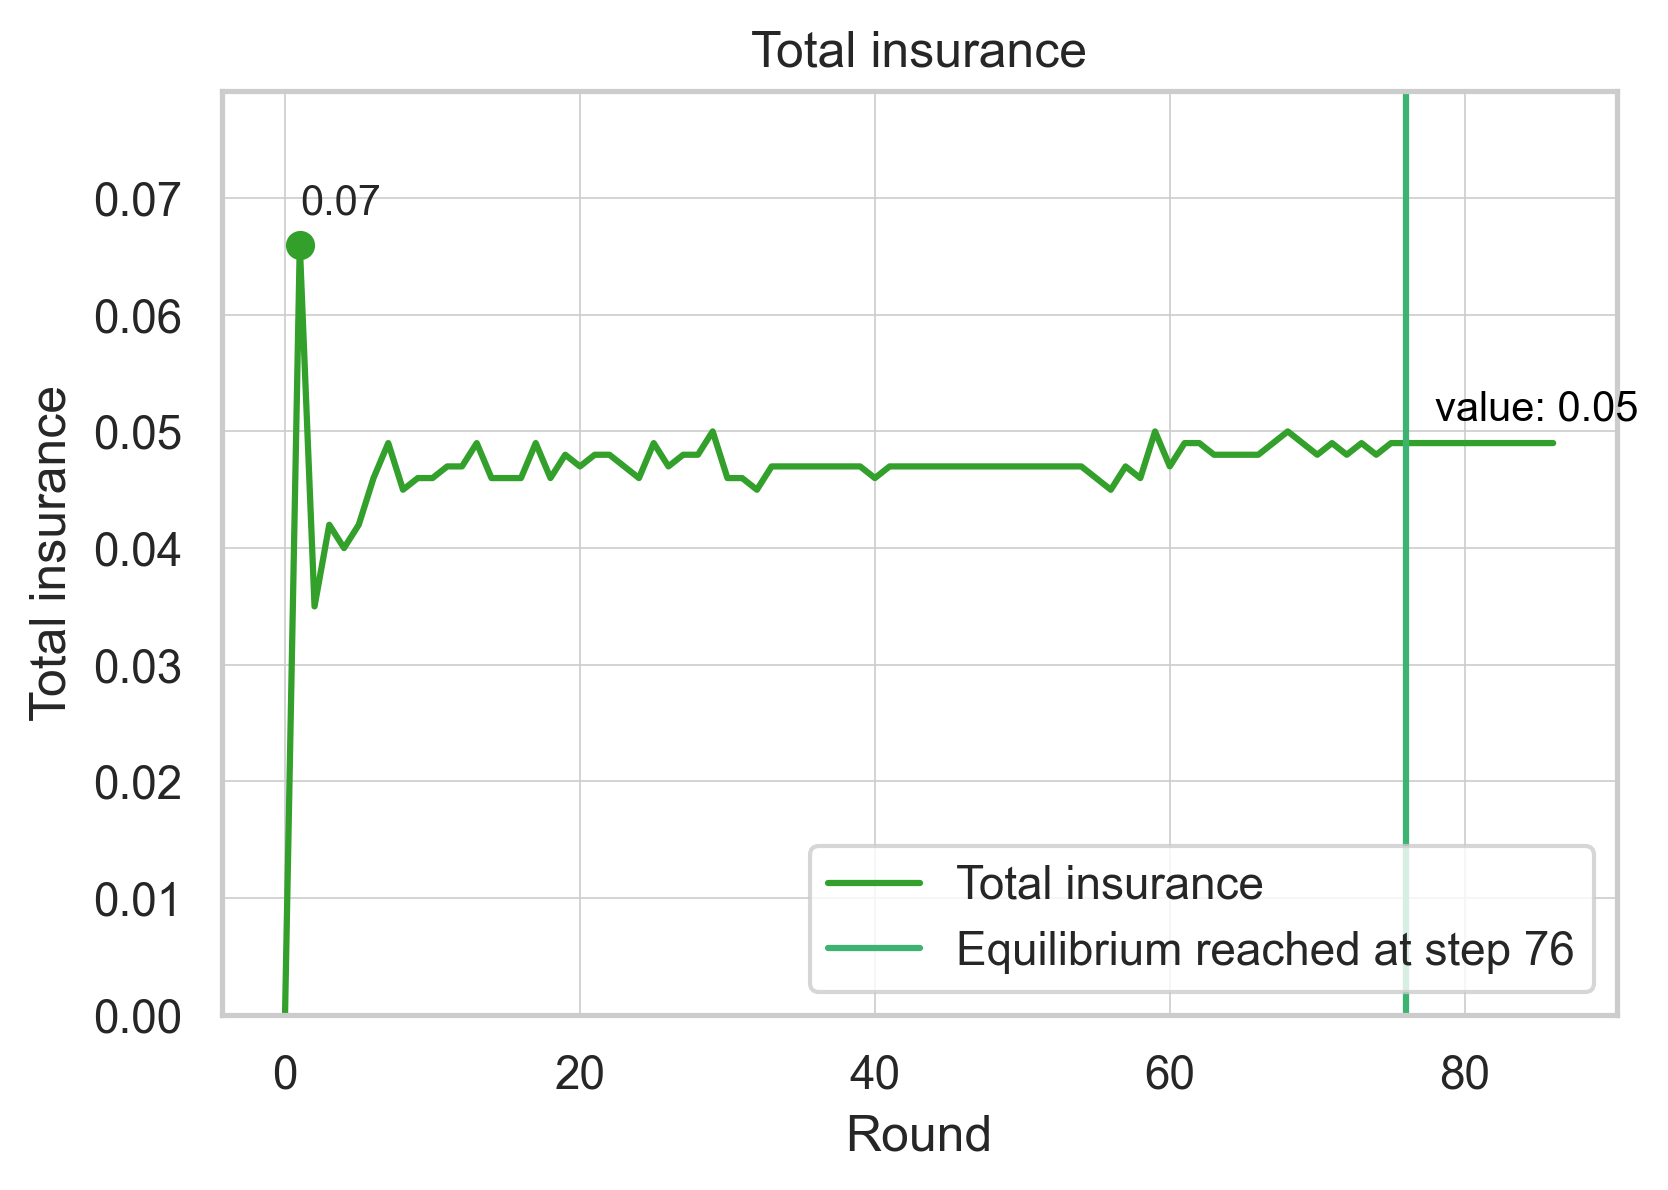 Total insurance
0.07
0.07
0.06
value: 0.05
0.05
0.04
0.03
0.02
0.01
0.00
Total insurance
Total insurance
Equilibrium reached at step 76
0 20 40 60 80
Round